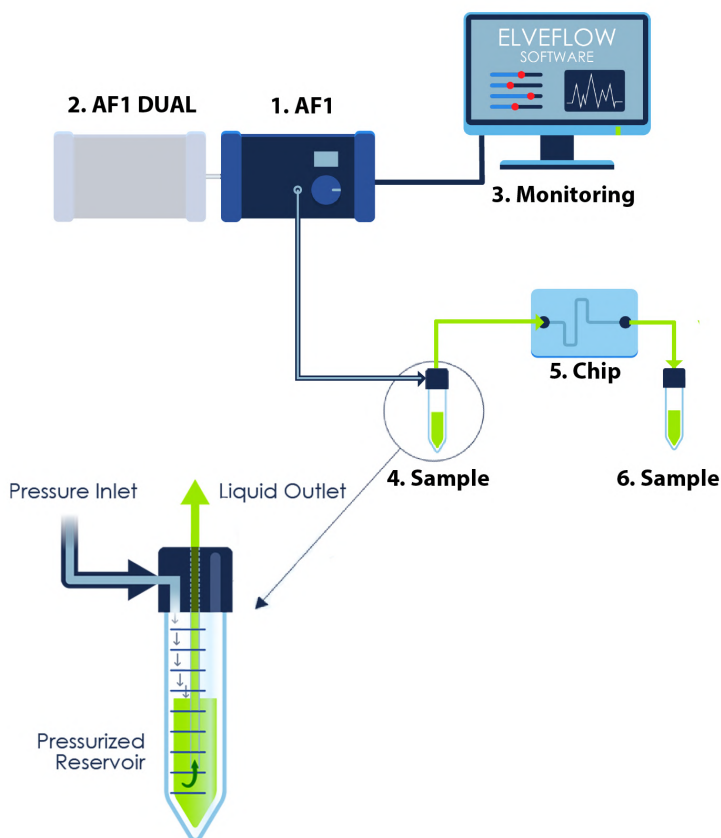 ELVEFLOW
SOFTWARE
2. AF1 DUAL
1. AF1
3. Monitoring
5. Chip
4. Sample
6. Sample
Pressure Inlet
Liquid Outlet
Pressurized
Reservoir